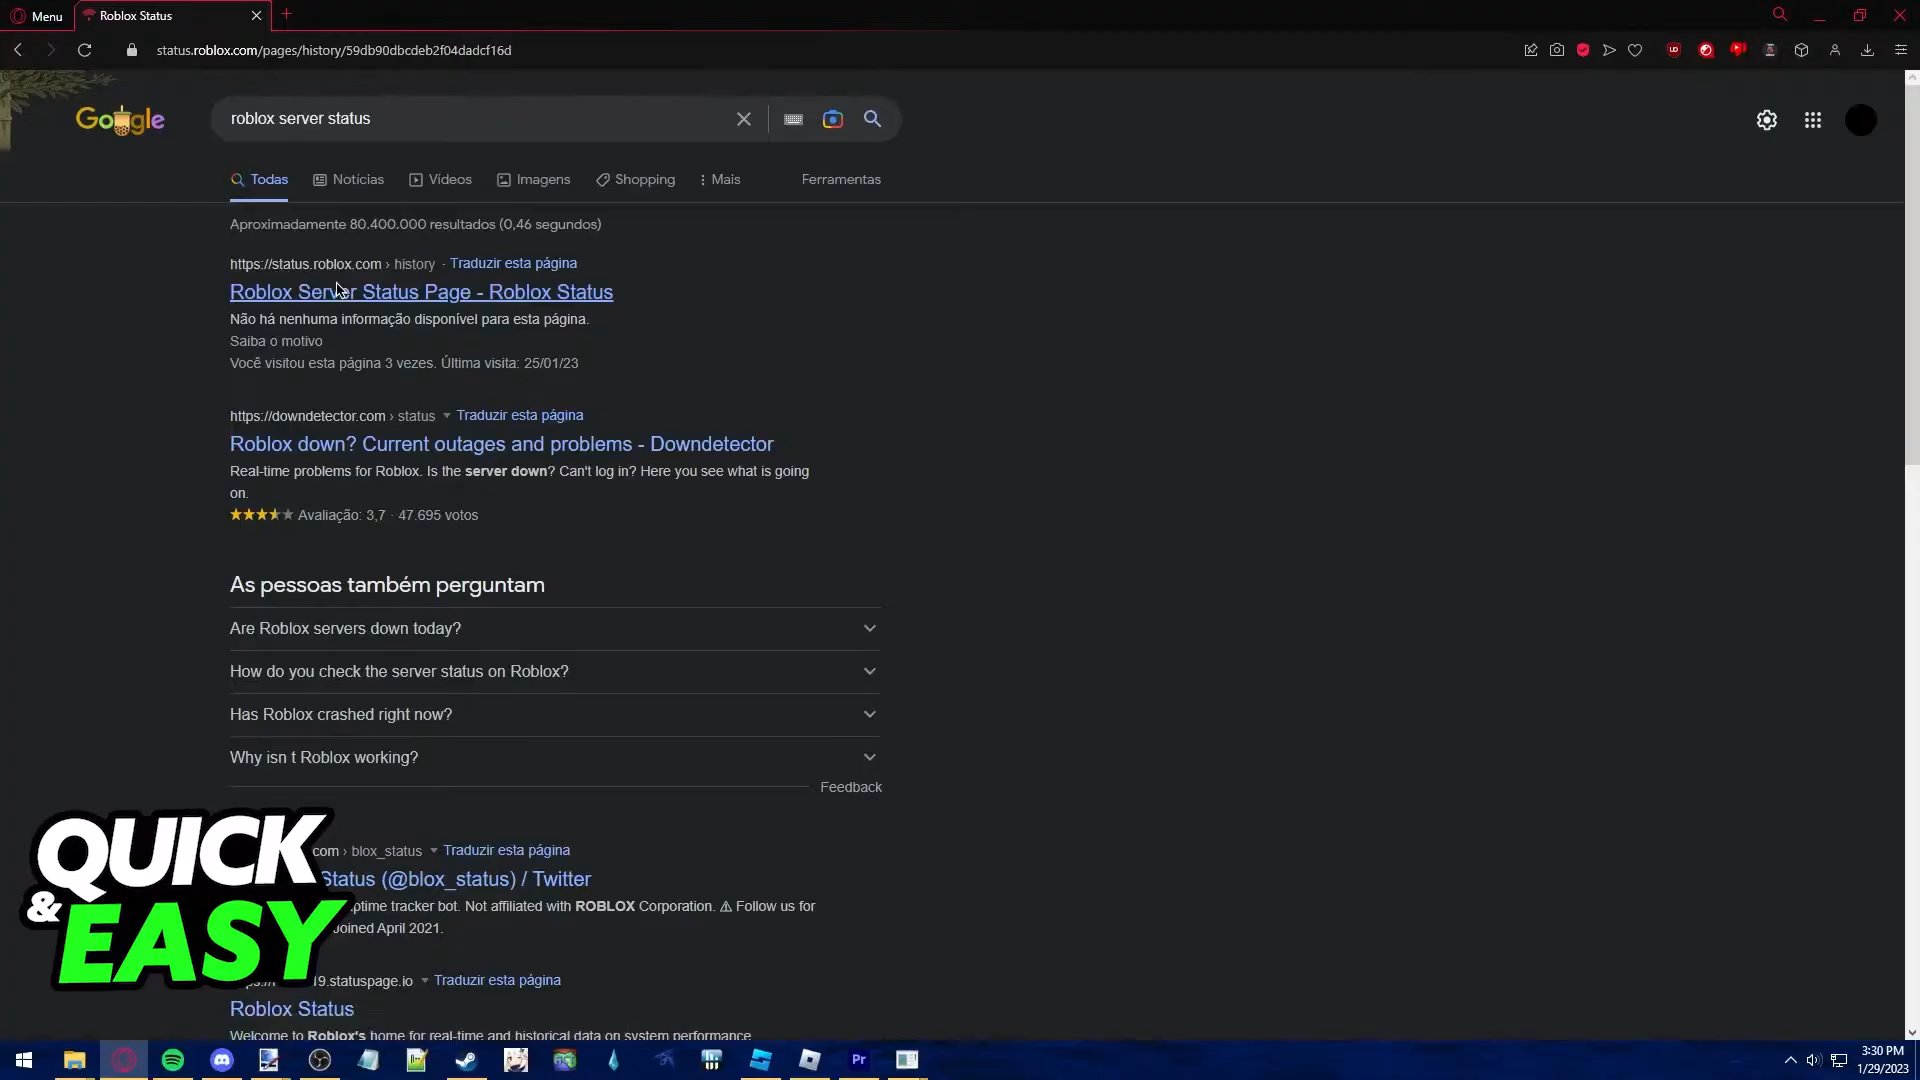 Menu
Roblox Status
status.roblox.com/pages/history/59db90dbcdeb2f04dadcf16d
Google
roblox server status
Todas
Notícias
Vídeos
Imagens
Shopping
Mais
Ferramentas
Aproximadamente 80.400.000 resultados (0,46 segundos)
https://status.roblox.com › history · Traduzir esta página
Roblox Server Status Page - Roblox Status
Não há nenhuma informação disponível para esta página.
Saiba o motivo
Você visitou esta página 3 vezes. Última visita: 25/01/23
https://downdetector.com › status Traduzir esta página
Roblox down? Current outages and problems - Downdetector
Real-time problems for Roblox. Is the server down? Can't log in? Here you see what is going
on.
Avaliação: 3,7 · 47.695 votos
As pessoas também perguntam
Are Roblox servers down today?
How do you check the server status on Roblox?
Has Roblox crashed right now?
Why isn t Roblox working?
Feedback
QUICK
& EASY
com › blox_status Traduzir esta página
Status (@blox_status) / Twitter
ptime tracker bot. Not affiliated with ROBLOX Corporation. ⚠ Follow us for
Joined April 2021.
19.statuspage.io Traduzir esta página
Roblox Status
Welcome to Roblox's home for real-time and historical data on system performance
Pr
3:30 PM
1/29/2023